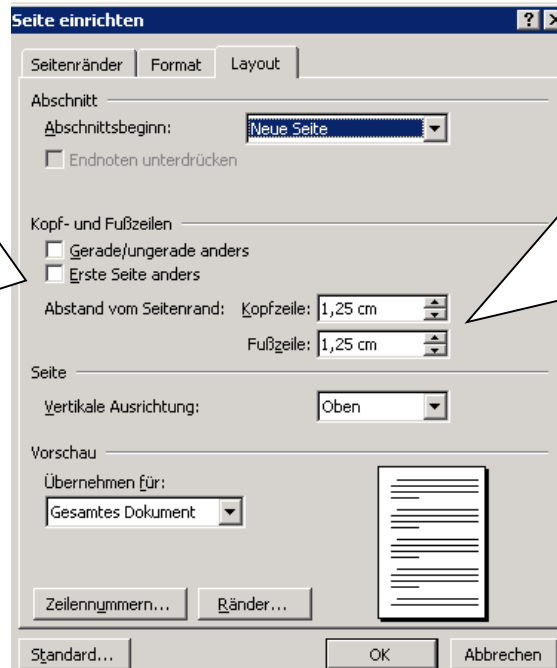 Seite einrichten
Seitenränder Format Layout
Abschnitt
Abschnittsbeginn: Neue Seite
Endnoten unterdrücken
Kopf- und Fußzeilen
Gerade/ungerade anders
Erste Seite anders
Abstand vom Seitenrand: Kopfzeile: 1,25 cm
Fußzeile: 1,25 cm
Seite
Vertikale Ausrichtung: Oben
Vorschau
Übernehmen für:
Gesamtes Dokument
Zeilennummern... Ränder...
Standard... OK Abbrechen